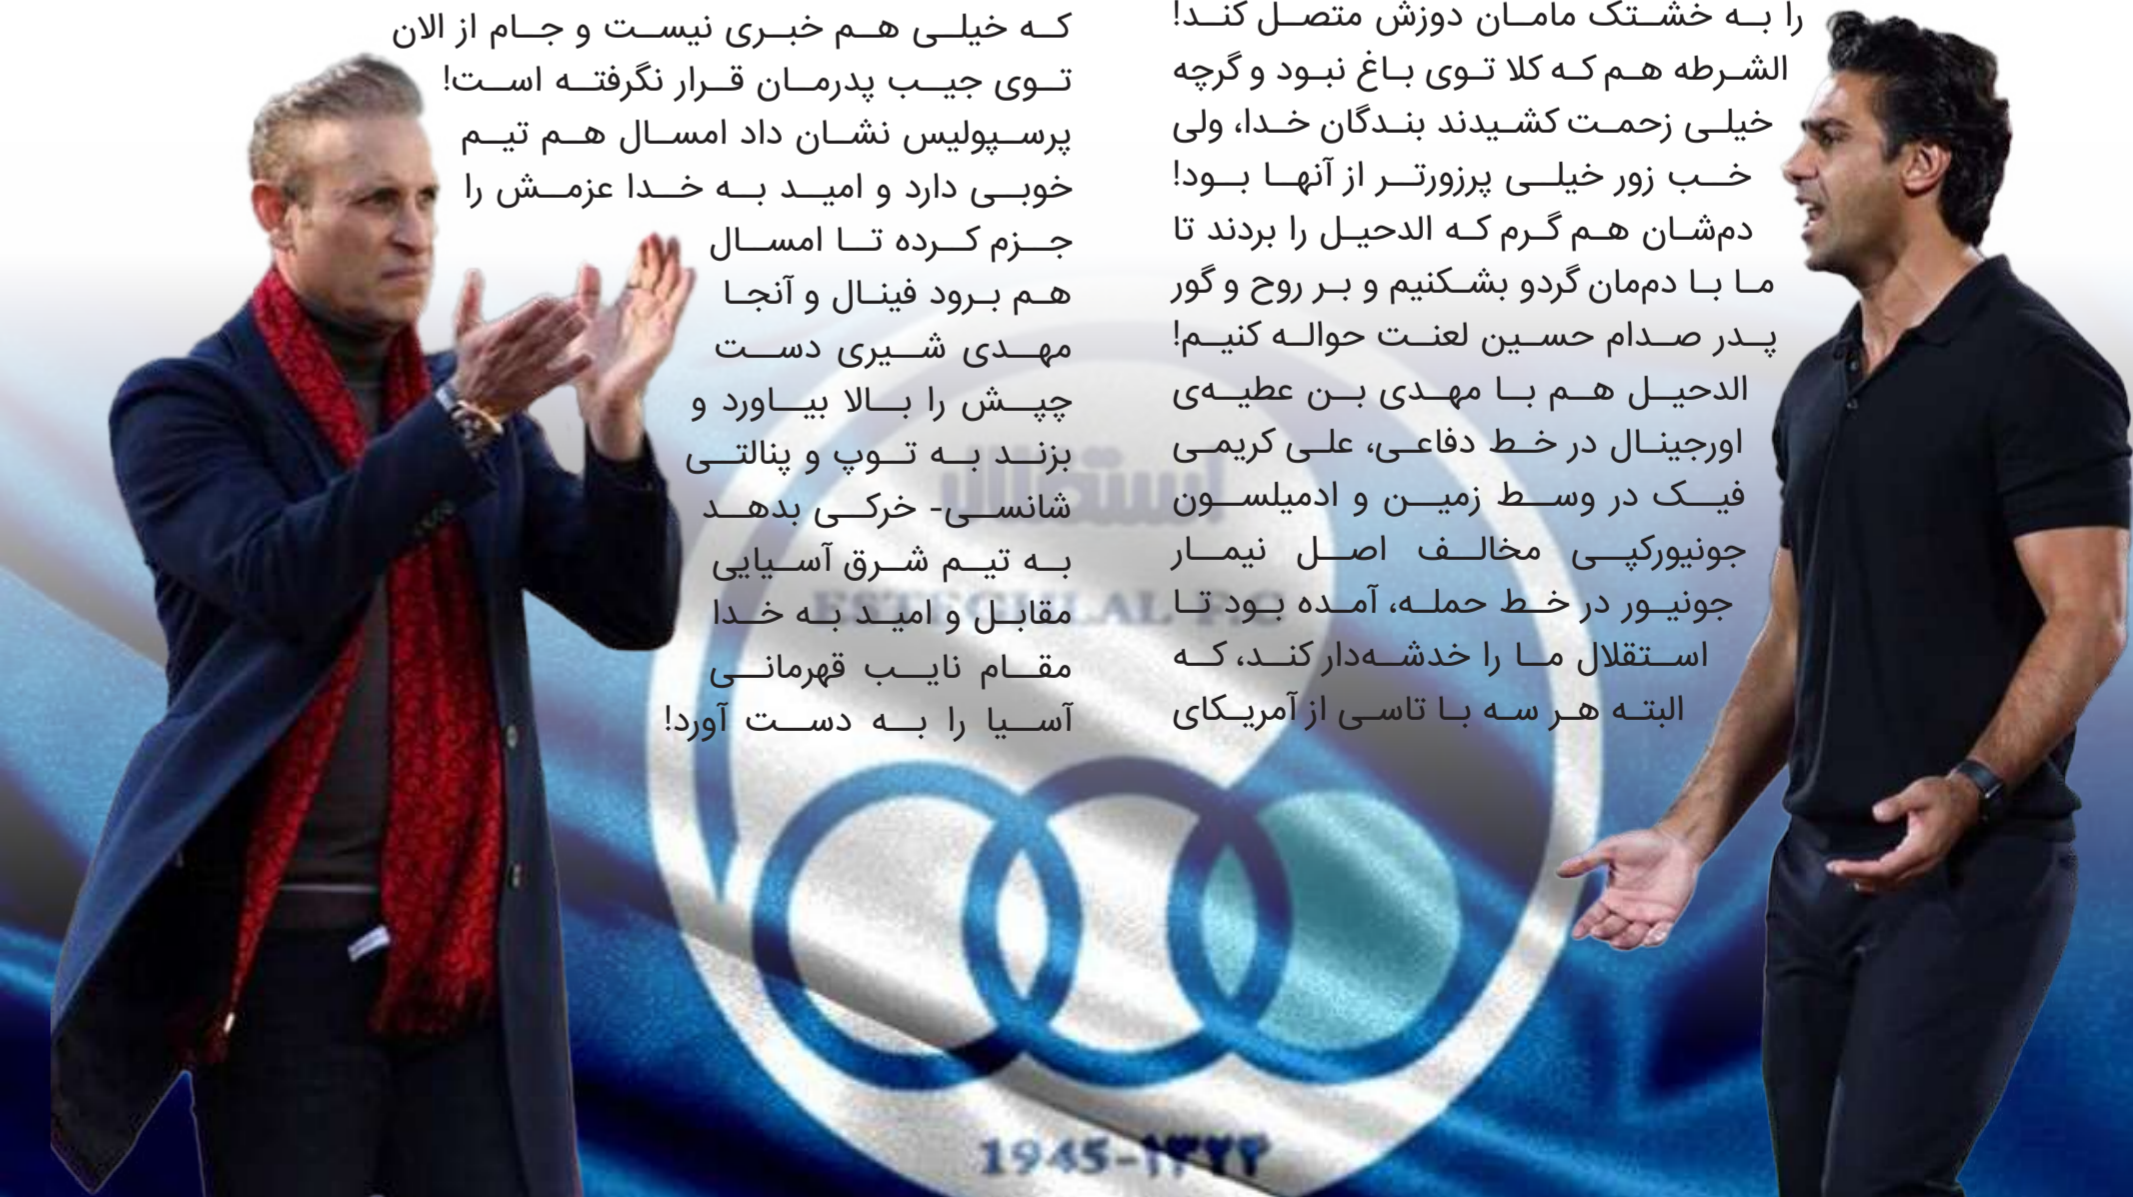 را به خشتک مامان دوزش متصل کند!
الشرطه هم که کلا توی باغ نبود و گرچه
خیلی زحمت کشیدند بندگان خدا، ولی
خب زور خیلی پرزورتر از آنها بود!
دم‌شان هم گرم که الدحیل را بردند تا
ما با دم‌مان گردو بشکنیم و بر روح و گور
پدر صدام حسین لعنت حواله کنیم!
الدحیل هم با مهدی بن عطیه‌ی
اورجینال در خط دفاعی، علی کریمی
فیک در وسط زمین و ادمیلسون
جونیورکپی مخالف اصل نیمار
جونیور در خط حمله، آمده بود تا
استقلال ما را خدشه‌دار کند، که
البته هر سه با تاسی از آمریکای
که خیلی هم خبری نیست و جام از الان
توی جیب پدرمان قرار نگرفته است!
پرسپولیس نشان داد امسال هم تیم
خوبی دارد و امید به خدا عزمش را
جزم کرده تا امسال
هم برود فینال و آنجا
مهدی شیری دست
چپش را بالا بیاورد و
بزند به توپ و پنالتی
شانسی- خرکی بدهد
به تیم شرق آسیایی
مقابل و امید به خدا
مقام نایب قهرمانی
آسیا را به دست آورد!
استقلال
ESTEGHLAL F.C
1945-۱۳۲۴